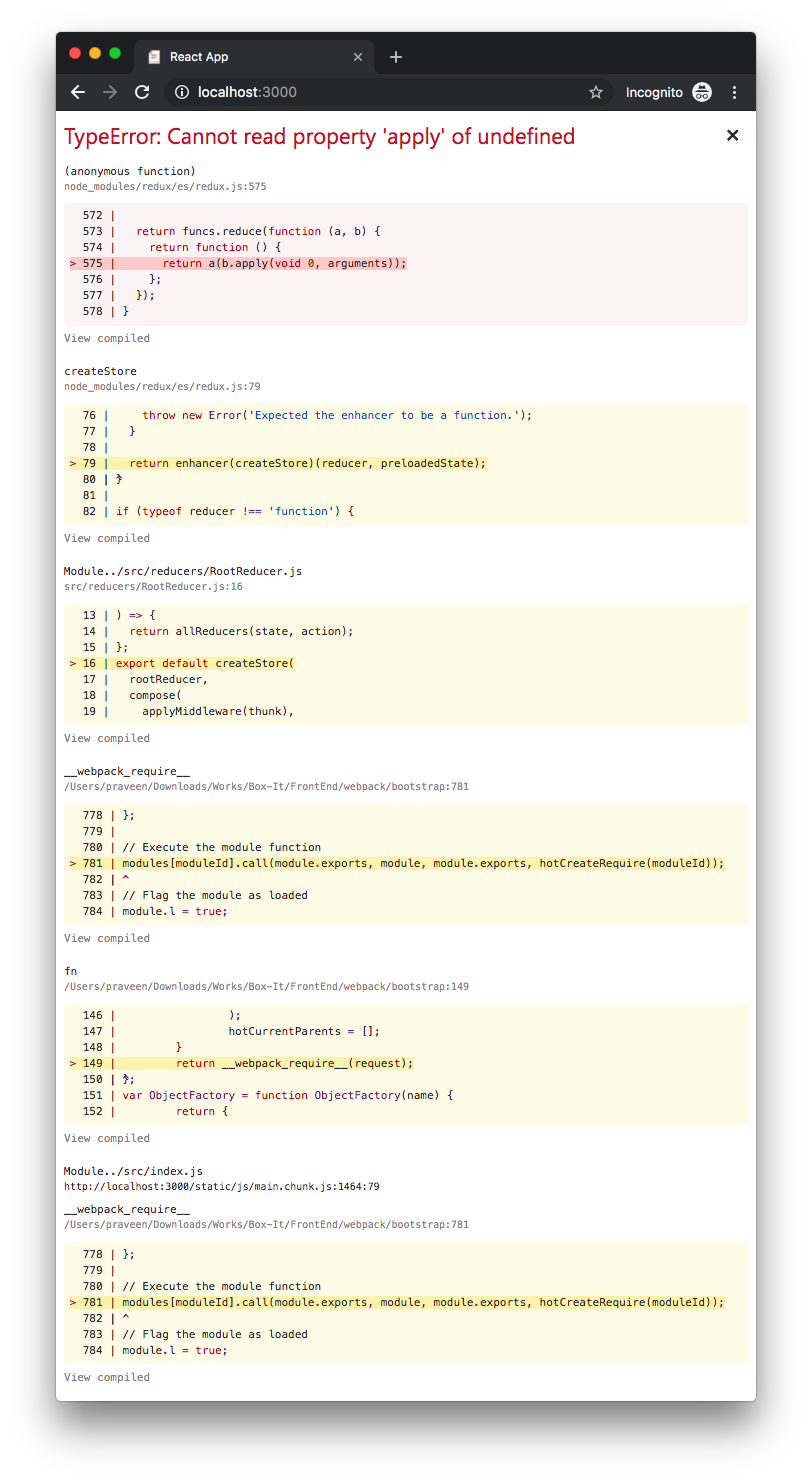 React App
localhost:3000
Incognito
TypeError: Cannot read property 'apply' of undefined
(anonymous function)
node_modules/redux/es/redux.js:575
572 |
573 |   return funcs.reduce(function (a, b) {
574 |     return function () {
> 575 |       return a(b.apply(void 0, arguments));
576 |     };
577 |   });
578 | }
View compiled
createStore
node_modules/redux/es/redux.js:79
76 |     throw new Error('Expected the enhancer to be a function.');
77 |   }
78 |
> 79 |   return enhancer(createStore)(reducer, preloadedState);
80 | }
81 |
82 | if (typeof reducer !== 'function') {
View compiled
Module../src/reducers/RootReducer.js
src/reducers/RootReducer.js:16
13 | ) => {
14 |   return allReducers(state, action);
15 | };
> 16 | export default createStore(
17 |   rootReducer,
18 |   compose(
19 |     applyMiddleware(thunk),
View compiled
__webpack_require__
/Users/praveen/Downloads/Works/Box-It/FrontEnd/webpack/bootstrap:781
778 | };
779 |
780 | // Execute the module function
> 781 | modules[moduleId].call(module.exports, module, module.exports, hotCreateRequire(moduleId));
782 | ^
783 | // Flag the module as loaded
784 | module.l = true;
View compiled
fn
/Users/praveen/Downloads/Works/Box-It/FrontEnd/webpack/bootstrap:149
146 |                 );
147 |                 hotCurrentParents = [];
148 |         }
> 149 |         return __webpack_require__(request);
150 | };
151 | var ObjectFactory = function ObjectFactory(name) {
152 |         return {
View compiled
Module../src/index.js
http://localhost:3000/static/js/main.chunk.js:1464:79
__webpack_require__
/Users/praveen/Downloads/Works/Box-It/FrontEnd/webpack/bootstrap:781
778 | };
779 |
780 | // Execute the module function
> 781 | modules[moduleId].call(module.exports, module, module.exports, hotCreateRequire(moduleId));
782 | ^
783 | // Flag the module as loaded
784 | module.l = true;
View compiled